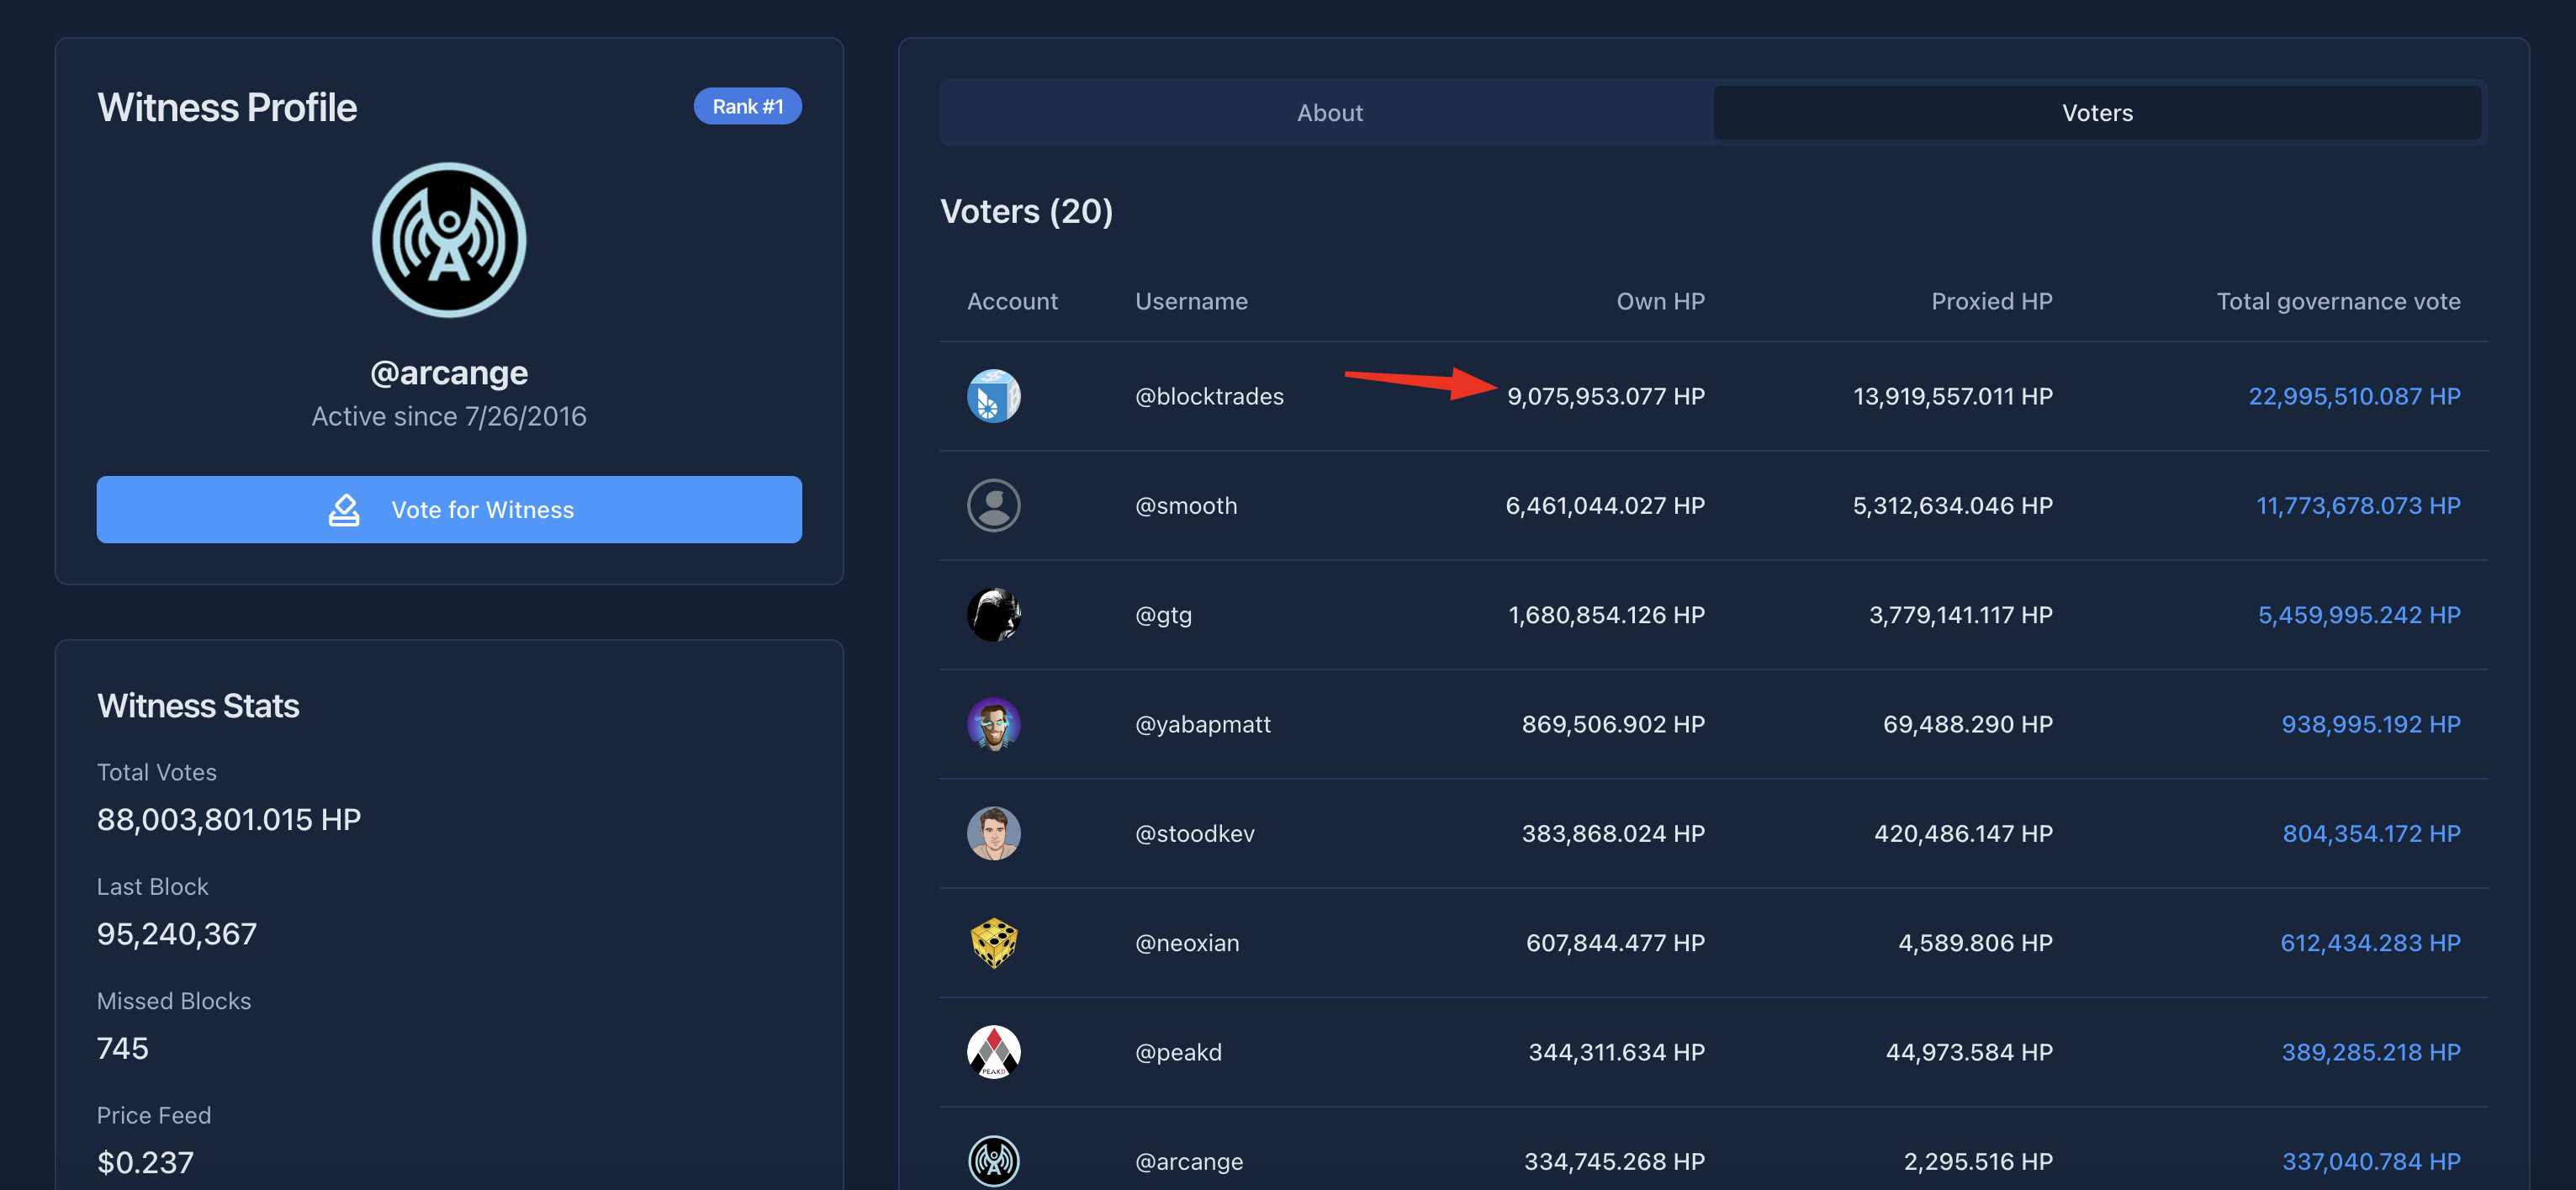 Witness Profile
Rank #1
@arcange
Active since 7/26/2016
Vote for Witness
Witness Stats
Total Votes
88,003,801.015 HP
Last Block
95,240,367
Missed Blocks
745
Price Feed
$0.237
About
Voters
Voters (20)
Account Username Own HP Proxied HP Total governance vote
@blocktrades 9,075,953.077 HP 13,919,557.011 HP 22,995,510.087 HP
@smooth 6,461,044.027 HP 5,312,634.046 HP 11,773,678.073 HP
@gtg 1,680,854.126 HP 3,779,141.117 HP 5,459,995.242 HP
@yabapmatt 869,506.902 HP 69,488.290 HP 938,995.192 HP
@stoodkev 383,868.024 HP 420,486.147 HP 804,354.172 HP
@neoxian 607,844.477 HP 4,589.806 HP 612,434.283 HP
PEAKD
@peakd 344,311.634 HP 44,973.584 HP 389,285.218 HP
@arcange 334,745.268 HP 2,295.516 HP 337,040.784 HP